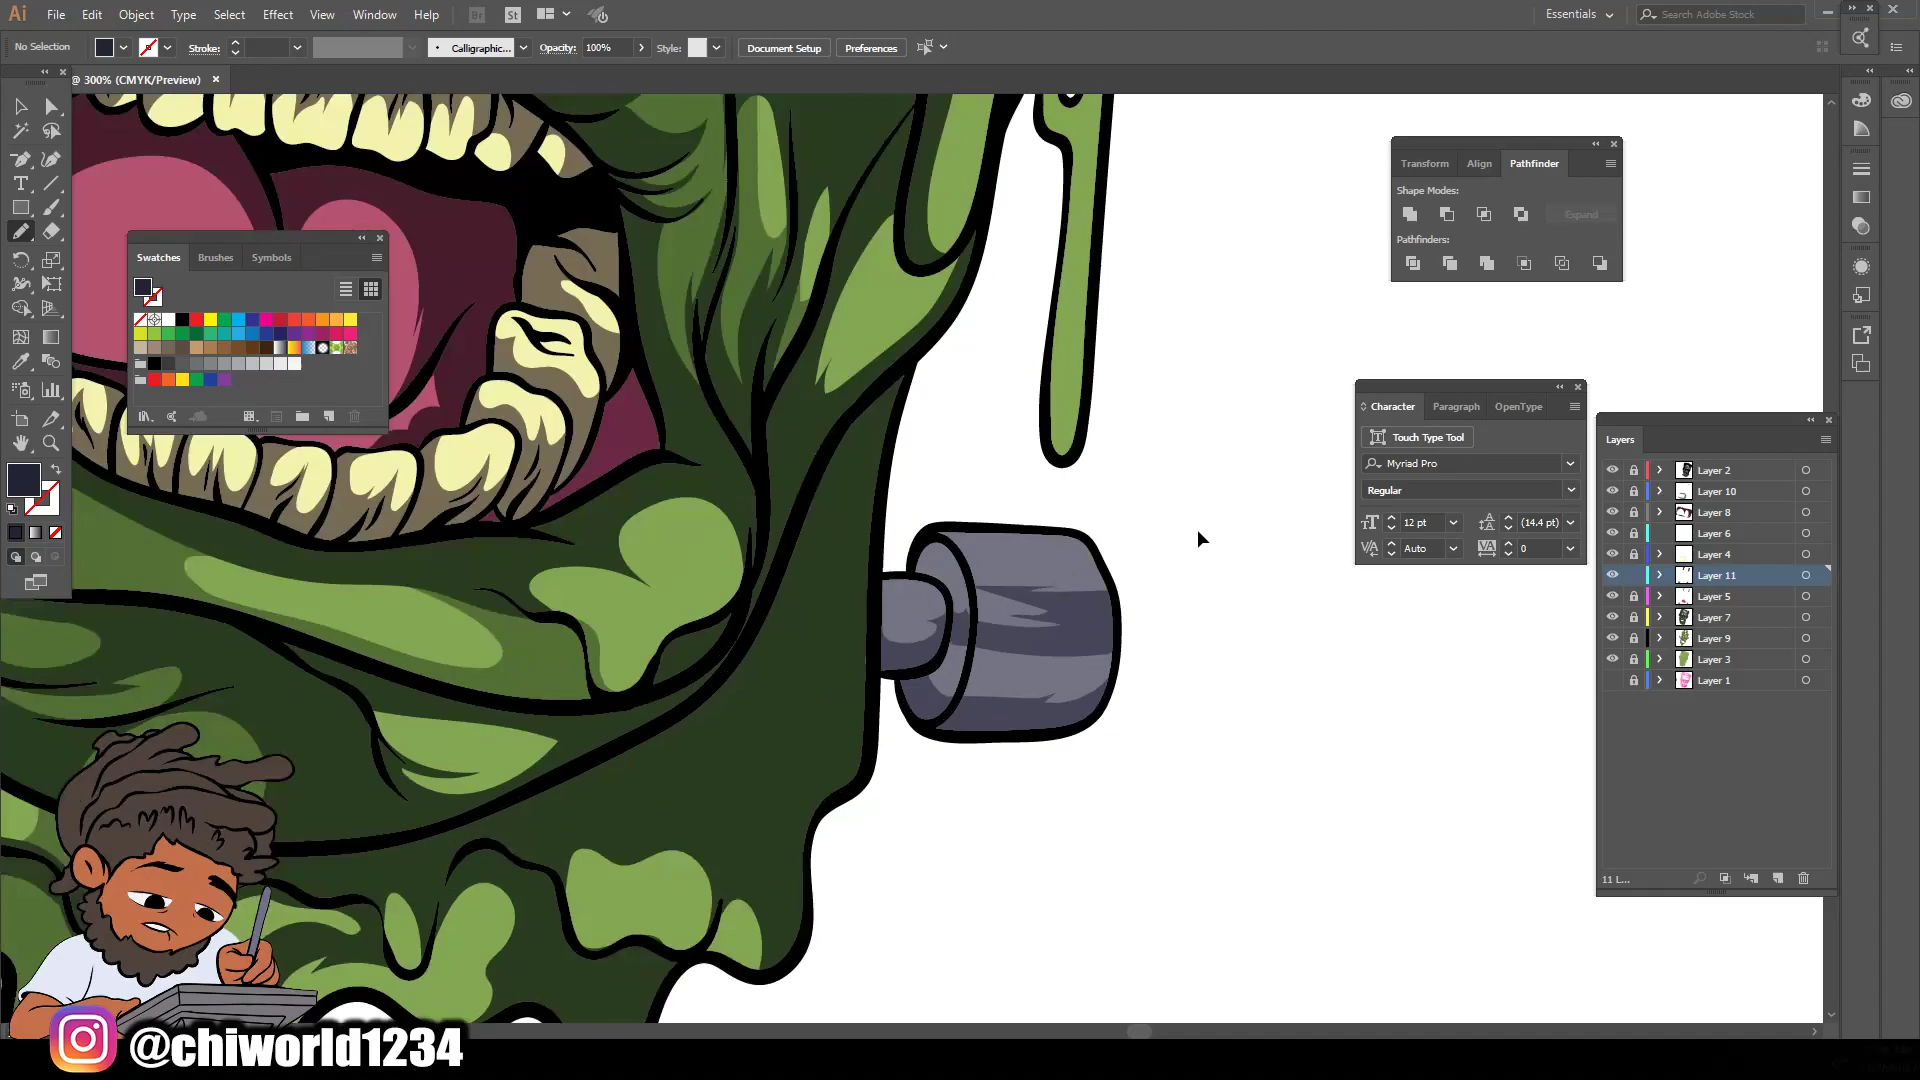 Ai File Edit Object Type Select Effect View Window Help Br St Essentials Search Adobe Stock
No Selection Stroke: Calligraphic... Opacity: 100% Style: Document Setup Preferences
@ 300% (CMYK/Preview)
Transform Align Pathfinder
Shape Modes:
Expand
Pathfinders:
Swatches Brushes Symbols
Character Paragraph OpenType
Touch Type Tool
Myriad Pro
Regular
12 pt (14.4 pt)
Auto 0
Layers
Layer 2
Layer 10
Layer 8
Layer 6
Layer 4
Layer 11
Layer 5
Layer 7
Layer 9
Layer 3
Layer 1
11 L...
@chiworld1234